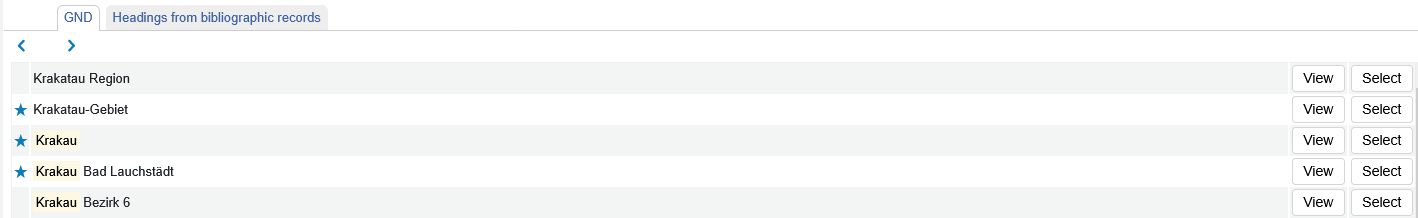 GND Headings from bibliographic records
Krakatau Region View Select
Krakatau-Gebiet View Select
Krakau View Select
Krakau Bad Lauchstädt View Select
Krakau Bezirk 6 View Select